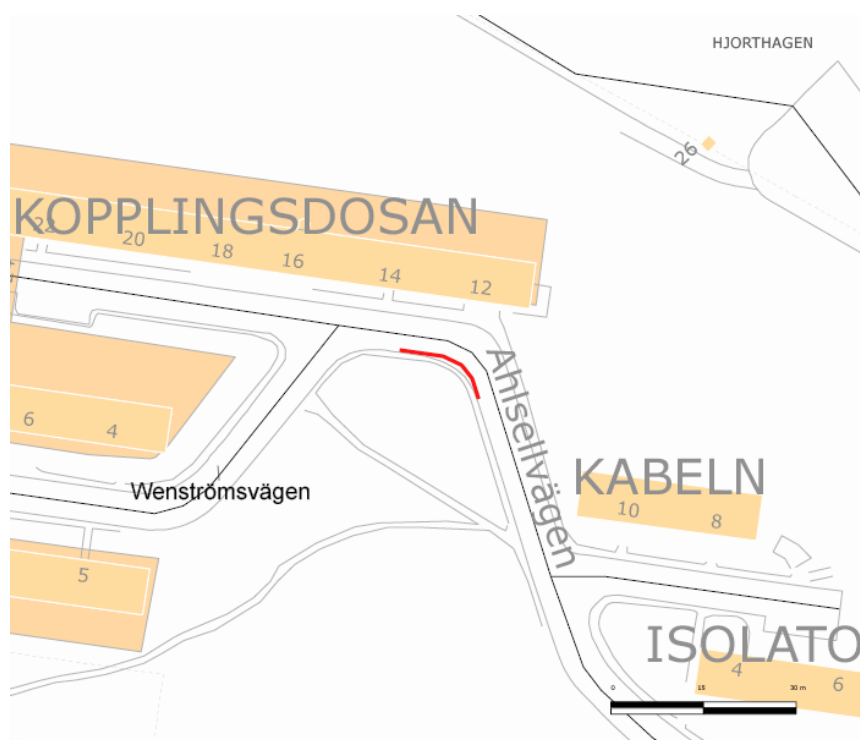 HJORTHAGEN
26
KOPPLINGSDOSAN
22
20
18
16
14
12
Ahlsellvägen
6
4
KABELN
Wenströmsvägen
10
8
5
ISOLATO
4
6
0
15
30 m